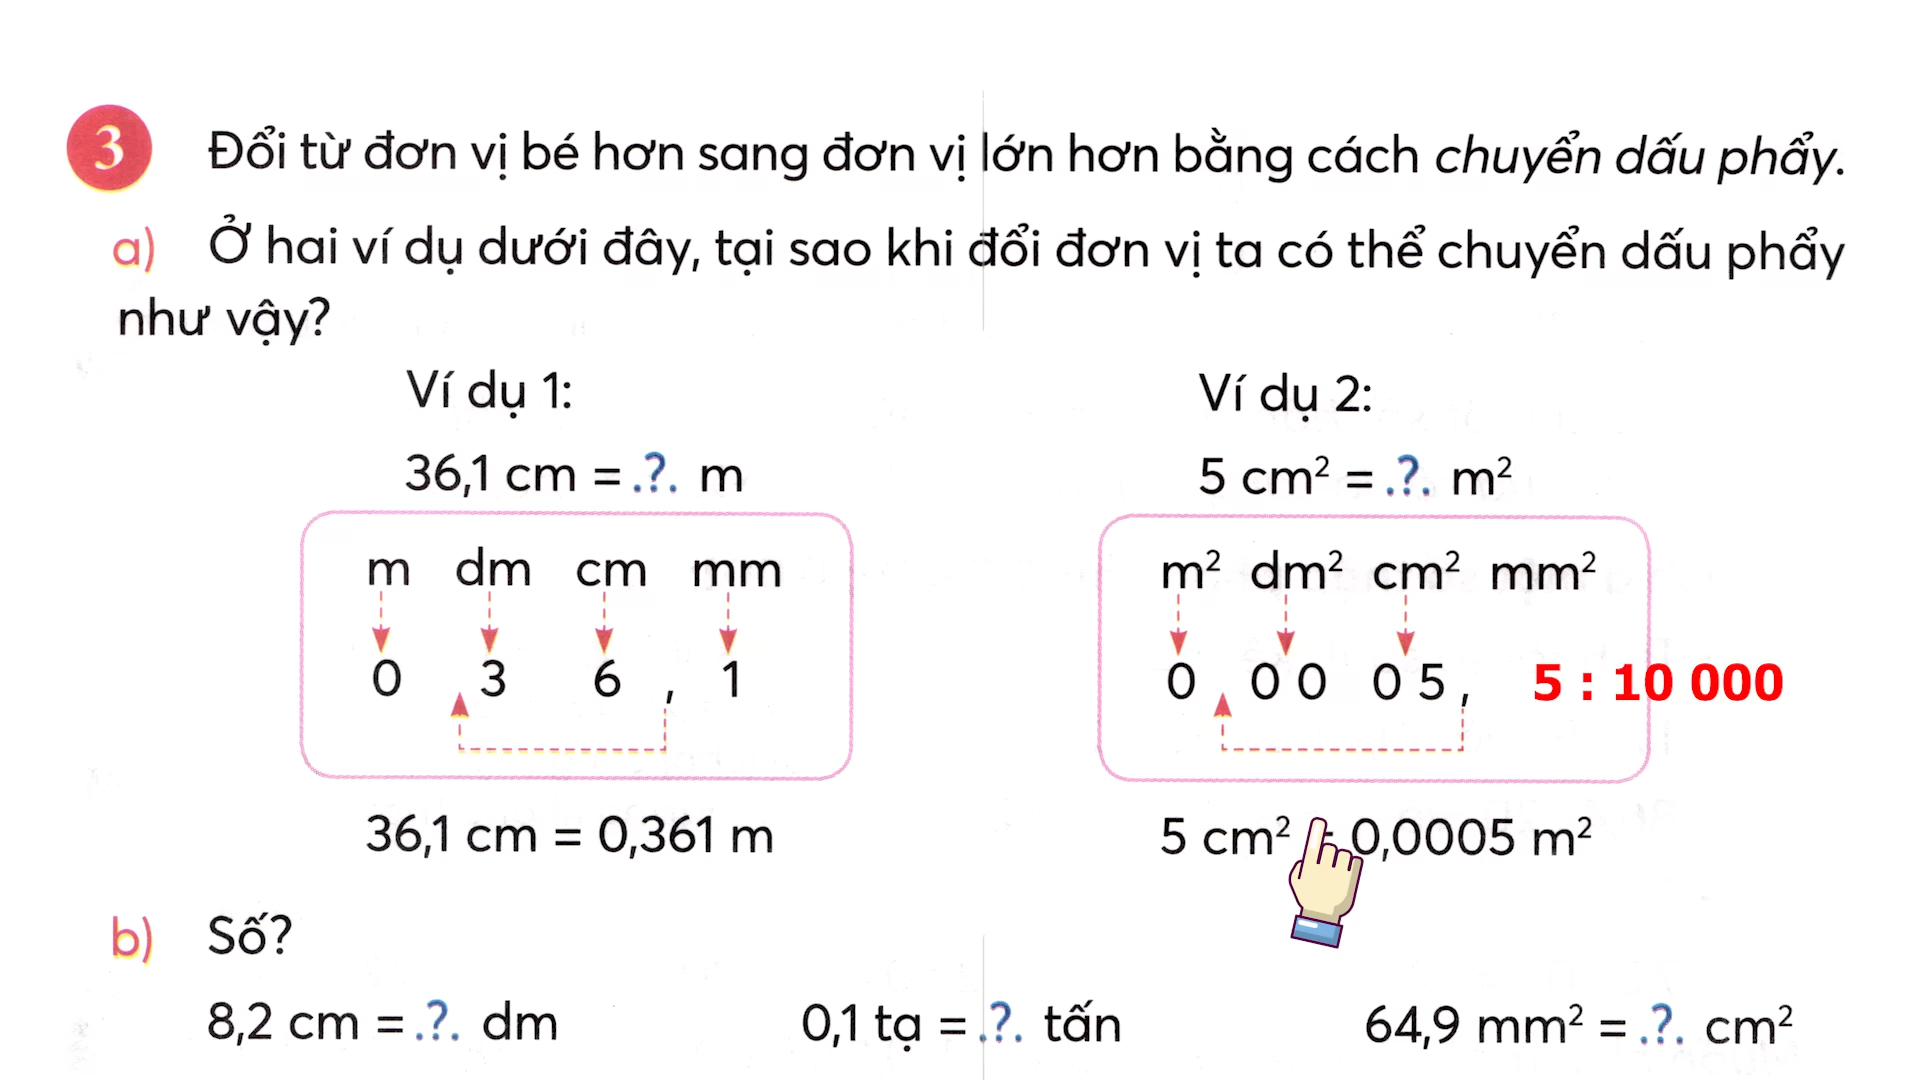 3 Đổi từ đơn vị bé hơn sang đơn vị lớn hơn bằng cách chuyển dấu phẩy.
a) Ở hai ví dụ dưới đây, tại sao khi đổi đơn vị ta có thể chuyển dấu phẩy
như vậy?
Ví dụ 1:
36,1 cm = .?. m
m dm cm mm
0 3 6 , 1
36,1 cm = 0,361 m
Ví dụ 2:
5 cm² = .?. m²
m² dm² cm² mm²
0 0 0 0 5 , 5 : 10 000
5 cm² = 0,0005 m²
b) Số?
8,2 cm = .?. dm 0,1 tạ = .?. tấn 64,9 mm² = .?. cm²